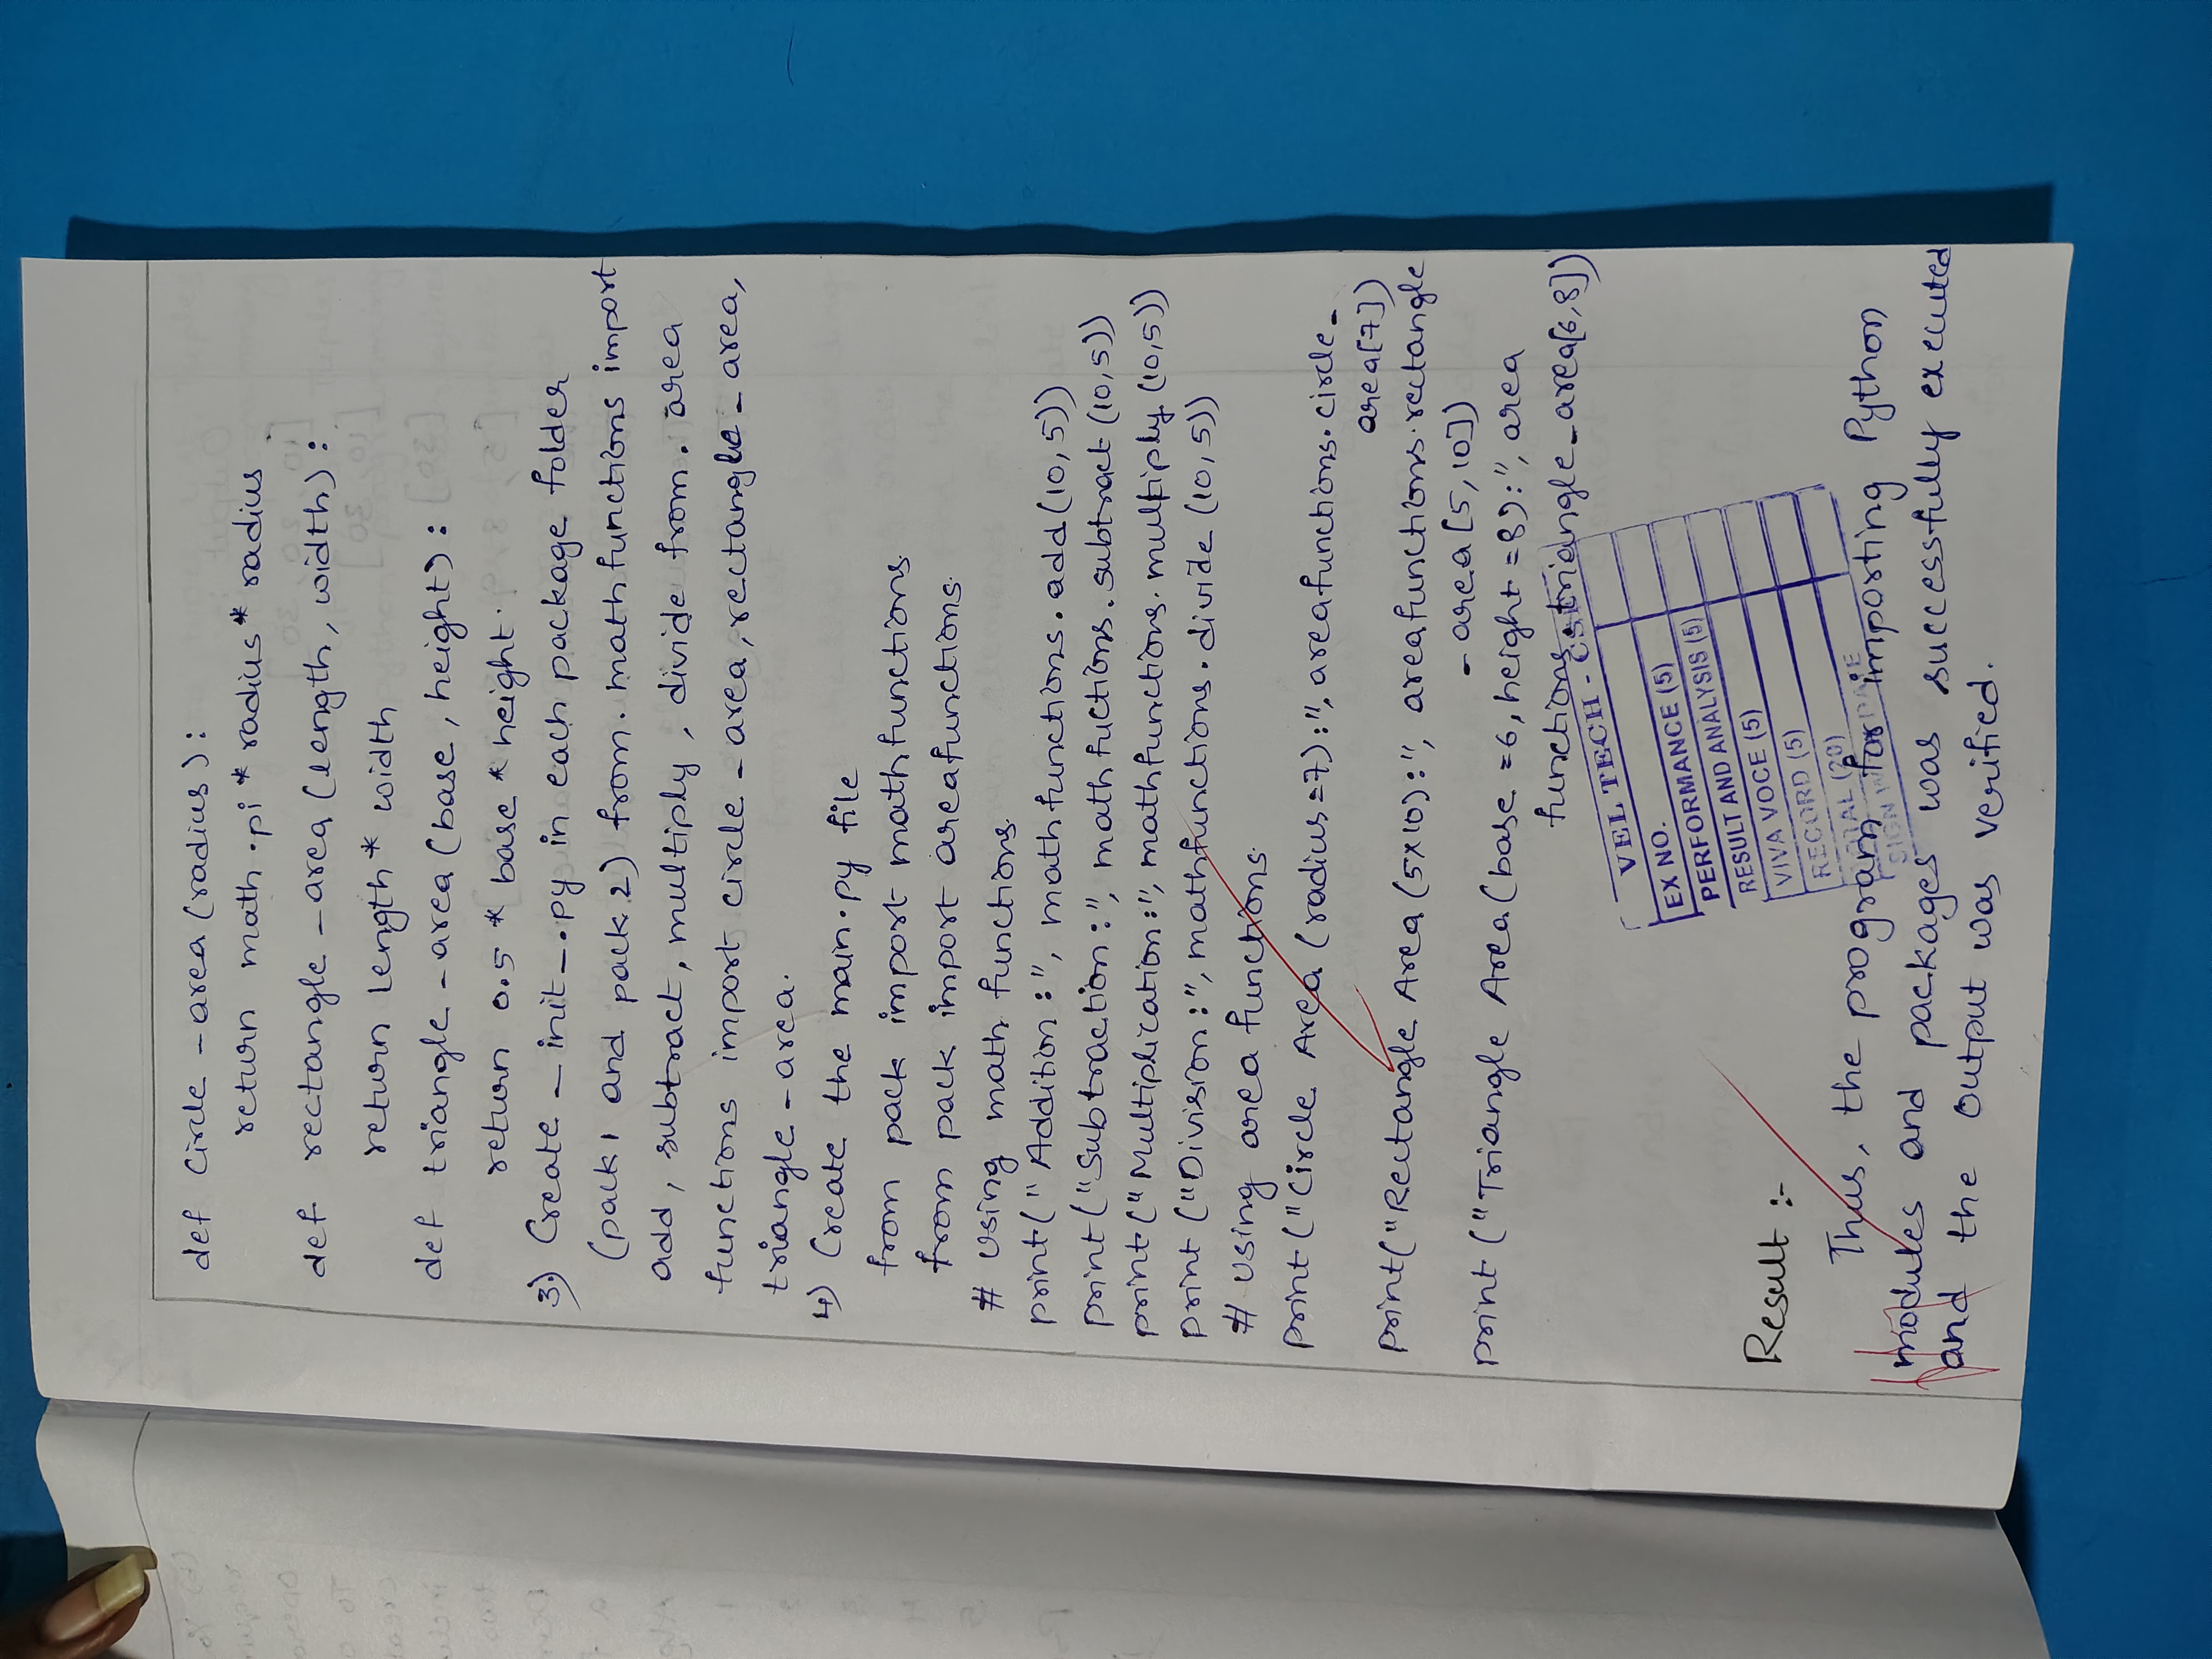 def Circle -area (radius):
return math.pi * radius * radius
def rectangle -area (length, width):
return Length * width
def triangle -area (base, height):
return 0.5 * base * height.
3.) Create - init -.py in each package folder
(pack 1 and pack 2) from. mathfunctions import
add, subtract, multiply, divide from. area
functions import circle - area, rectangle - area,
triangle - area.
4) Create the main.py file
from pack import mathfunctions.
from pack import areafunctions.
# Using math functions.
print(" Addition :", mathfunctions.add(10,5))
print("Subtraction :", math fuctions.subtract (10,5))
print ("Multiplication :", mathfunctions.multiply (10,5))
print ("Division :", mathfunctions.divide (10,5))
# Using area functions.
print ("Circle Area (radius=7):", areafunctions.circle-
area[7])
print("Rectangle Area (5x10):", areafunctions.rectangle
- area [5,10])
print ("Triangle Area (base =6, height =8):", area
functions.triangle-area[6,8])
VEL TECH - CSE
EX NO.
PERFORMANCE (5)
RESULT AND ANALYSIS (5)
VIVA VOCE (5)
RECORD (5)
TOTAL (20)
SIGN WITH DATE
Result :-
Thus, the program for importing Python
modules and packages was successfully executed
and the output was verified.